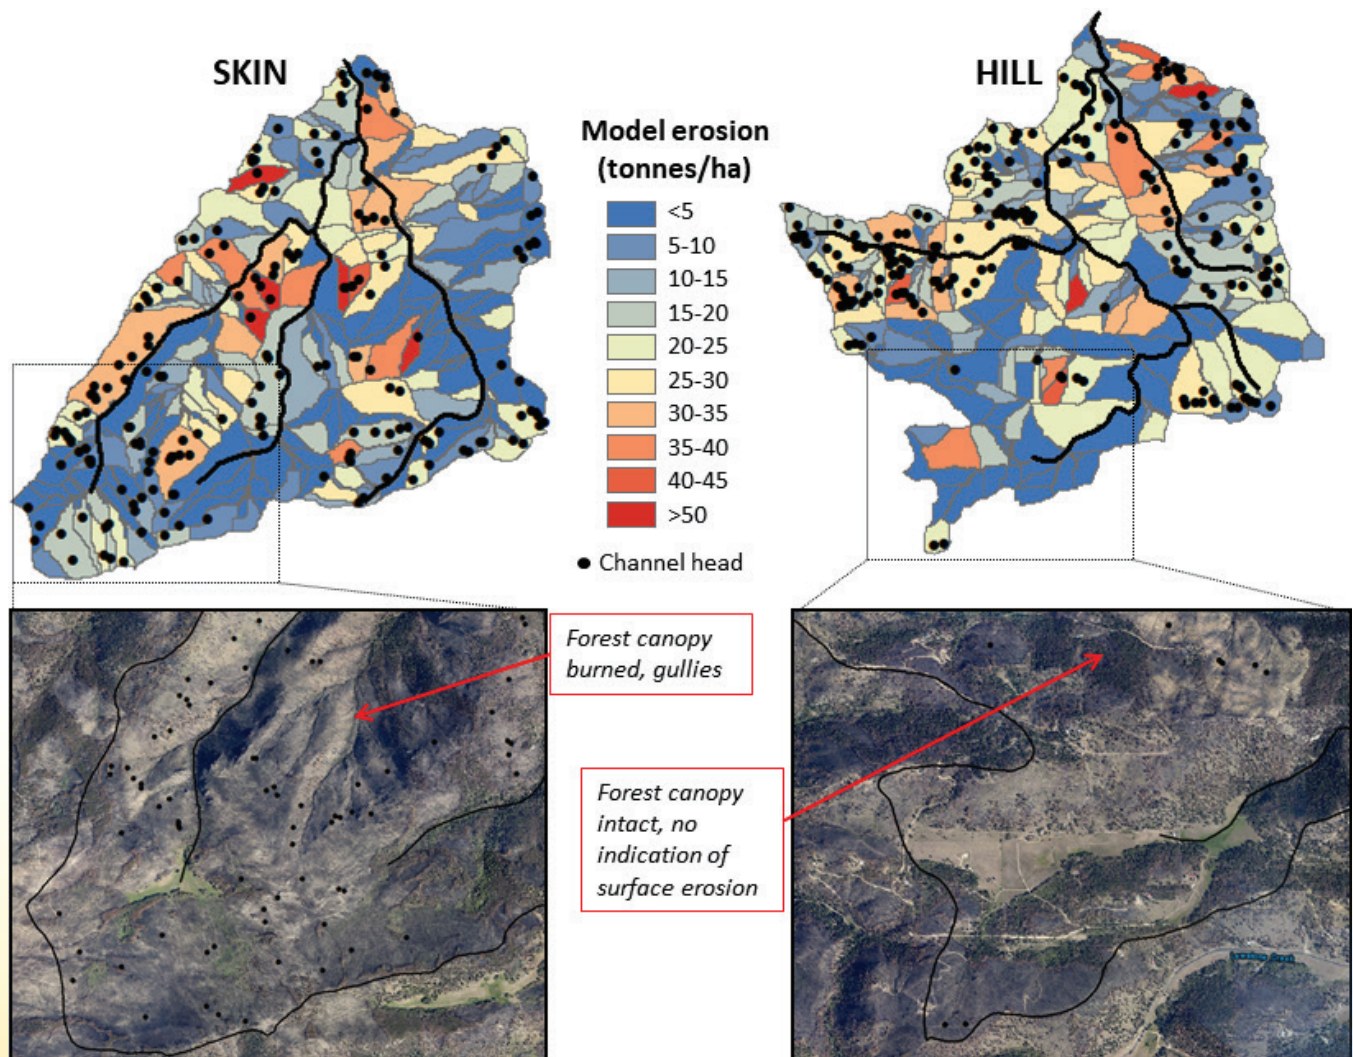 SKIN
HILL
Model erosion
(tonnes/ha)
<5
5-10
10-15
15-20
20-25
25-30
30-35
35-40
40-45
>50
Channel head
Forest canopy
burned, gullies
Forest canopy
intact, no
indication of
surface erosion